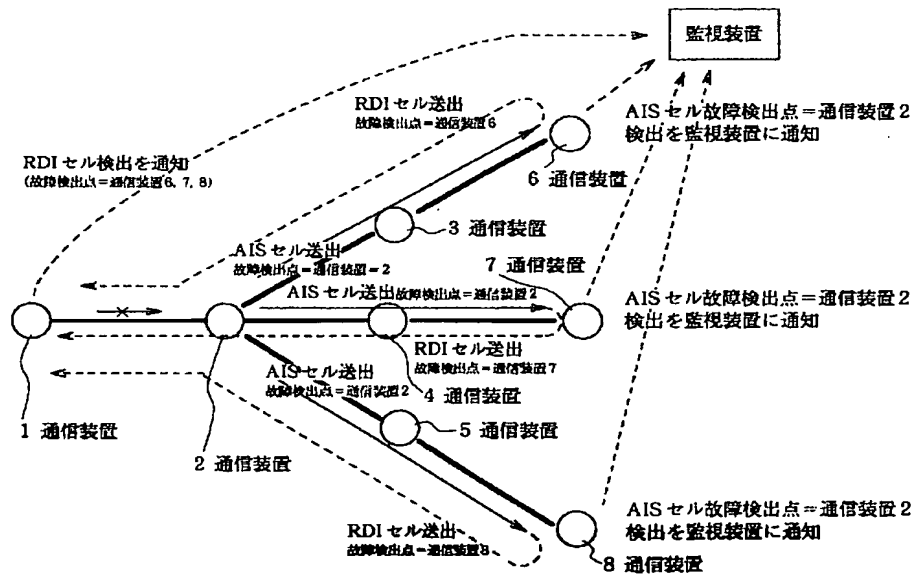 監視装置
RDIセル送出
故障検出点=通信装置6
AISセル故障検出点=通信装置2
検出を監視装置に通知
RDIセル検出を通知
(故障検出点=通信装置6、7、8)
6 通信装置
3 通信装置
AISセル送出
故障検出点=通信装置=2
7 通信装置
AISセル送出故障検出点=通信装置2
AISセル故障検出点=通信装置2
検出を監視装置に通知
RDIセル送出
故障検出点=通信装置7
AISセル送出
故障検出点=通信装置2
4 通信装置
1 通信装置
5 通信装置
2 通信装置
AISセル故障検出点=通信装置2
検出を監視装置に通知
RDIセル送出
故障検出点=通信装置8
8 通信装置